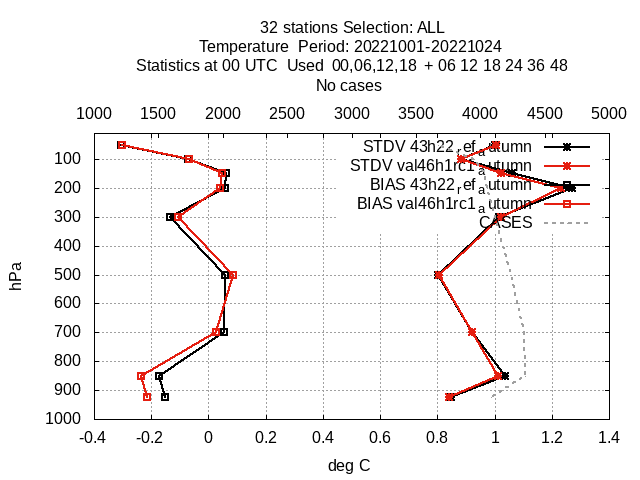 32 stations Selection: ALL
Temperature  Period: 20221001-20221024
Statistics at 00 UTC  Used  00,06,12,18  + 06 12 18 24 36 48
No cases
1000 1500 2000 2500 3000 3500 4000 4500 5000
STDV 43h22_ref_autumn
STDV val46h1rc1_autumn
BIAS 43h22_ref_autumn
BIAS val46h1rc1_autumn
CASES
100
200
300
400
500
600
700
800
900
1000
hPa
-0.4 -0.2 0 0.2 0.4 0.6 0.8 1 1.2 1.4
deg C